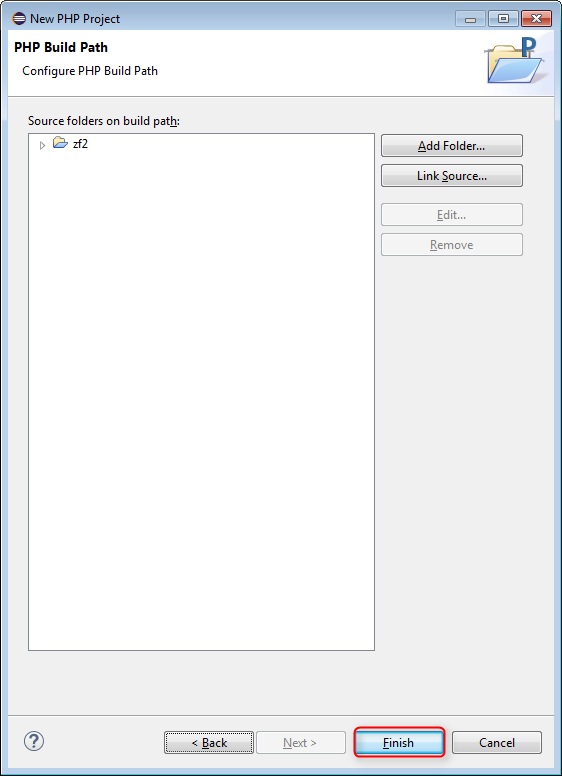 New PHP Project
PHP Build Path
Configure PHP Build Path
P
Source folders on build path:
zf2
Add Folder...
Link Source...
Edit...
Remove
?
< Back
Next >
Finish
Cancel